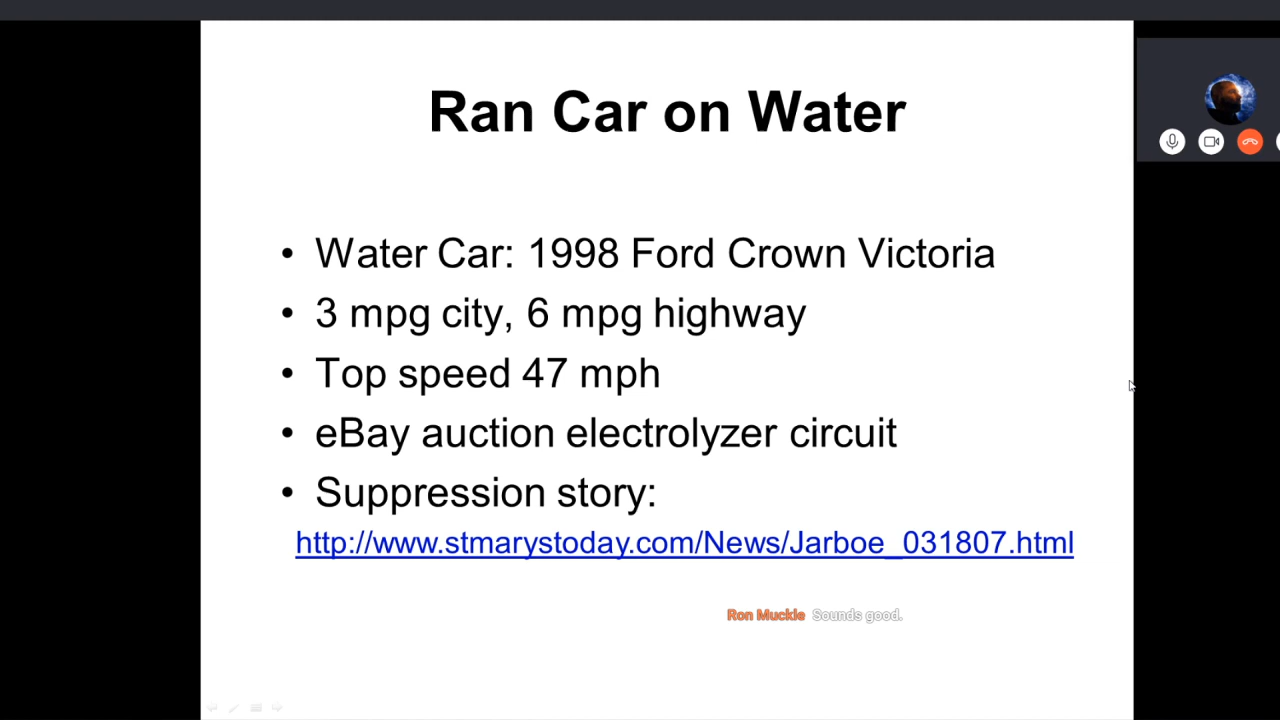 Ran Car on Water
• Water Car: 1998 Ford Crown Victoria
• 3 mpg city, 6 mpg highway
• Top speed 47 mph
• eBay auction electrolyzer circuit
• Suppression story:
http://www.stmarystoday.com/News/Jarboe_031807.html
Ron Muckle Sounds good.